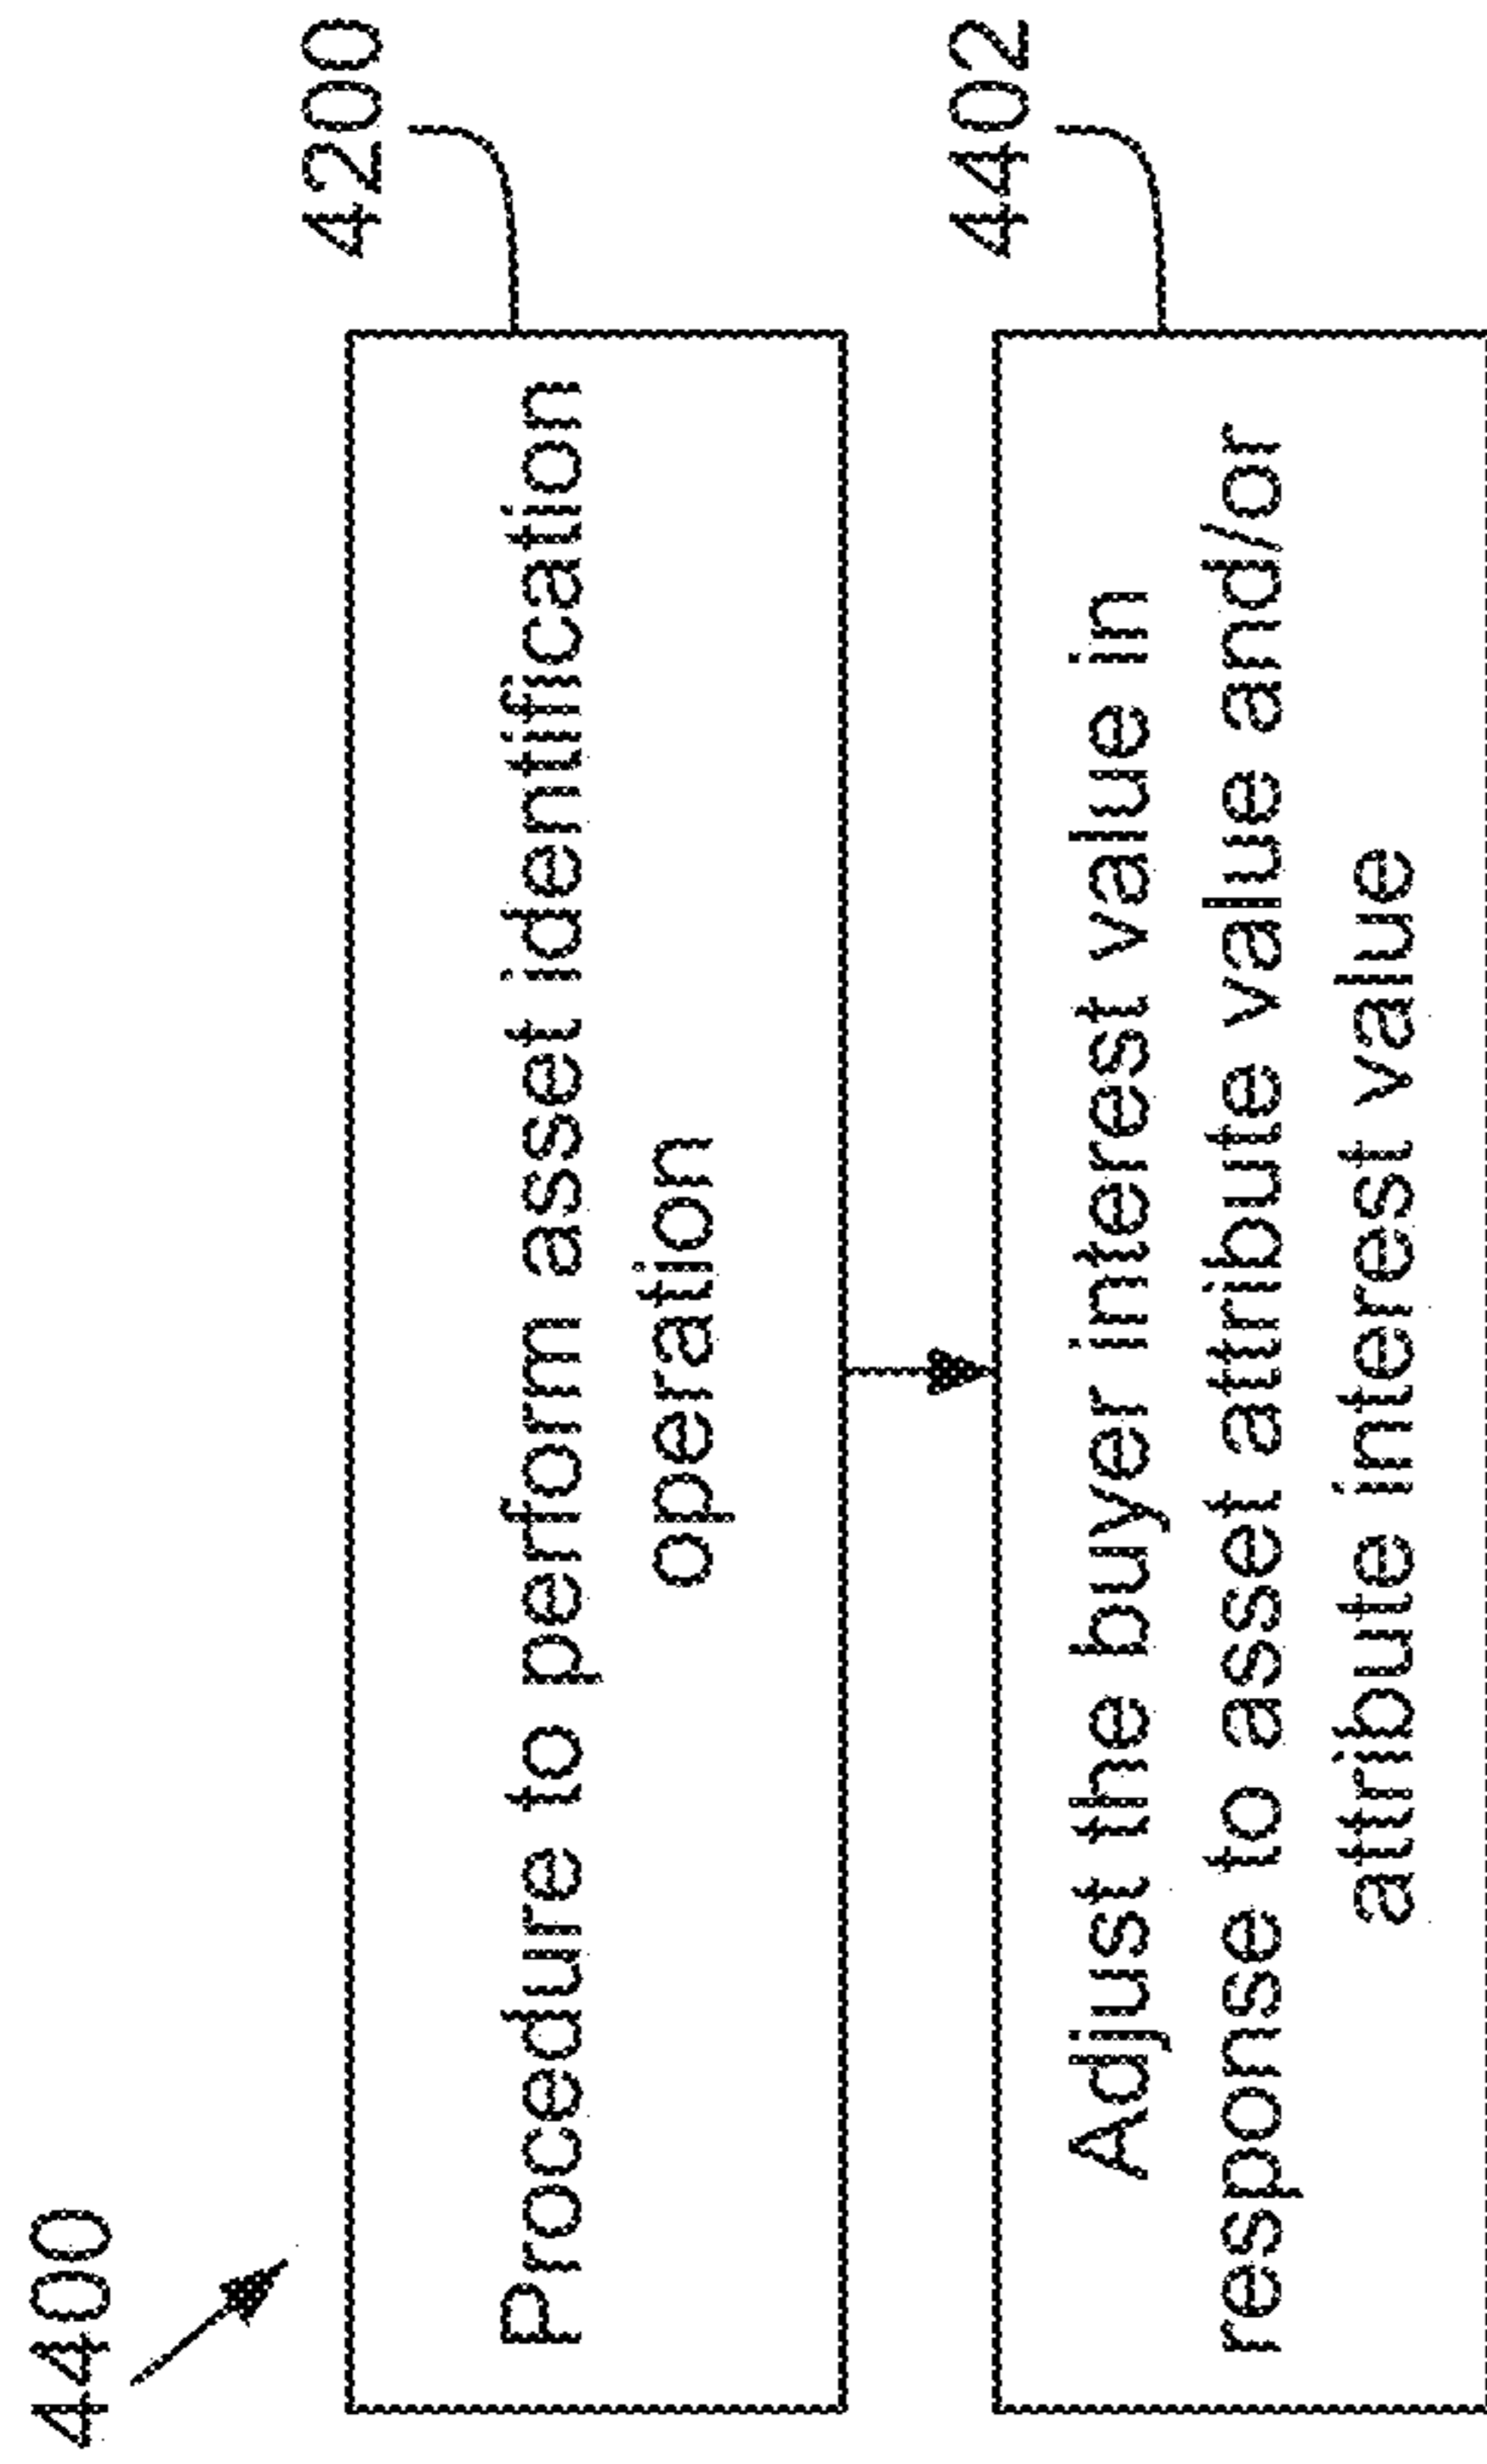 4400
4200
Procedure to perform asset identification
operation
4402
Adjust the buyer interest value in
response to asset attribute value and/or
attribute interest value